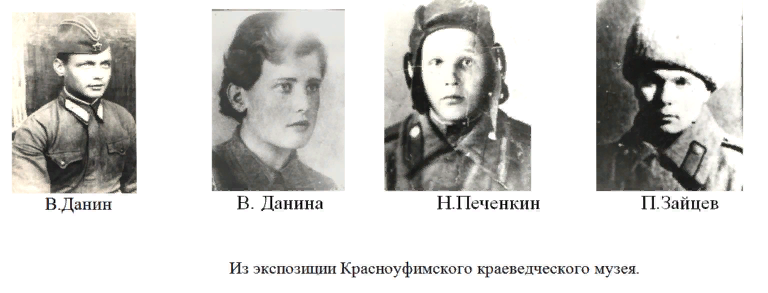 В.Данин
В. Данина
Н.Печенкин
П.Зайцев
Из экспозиции Красноуфимского краеведческого музея.